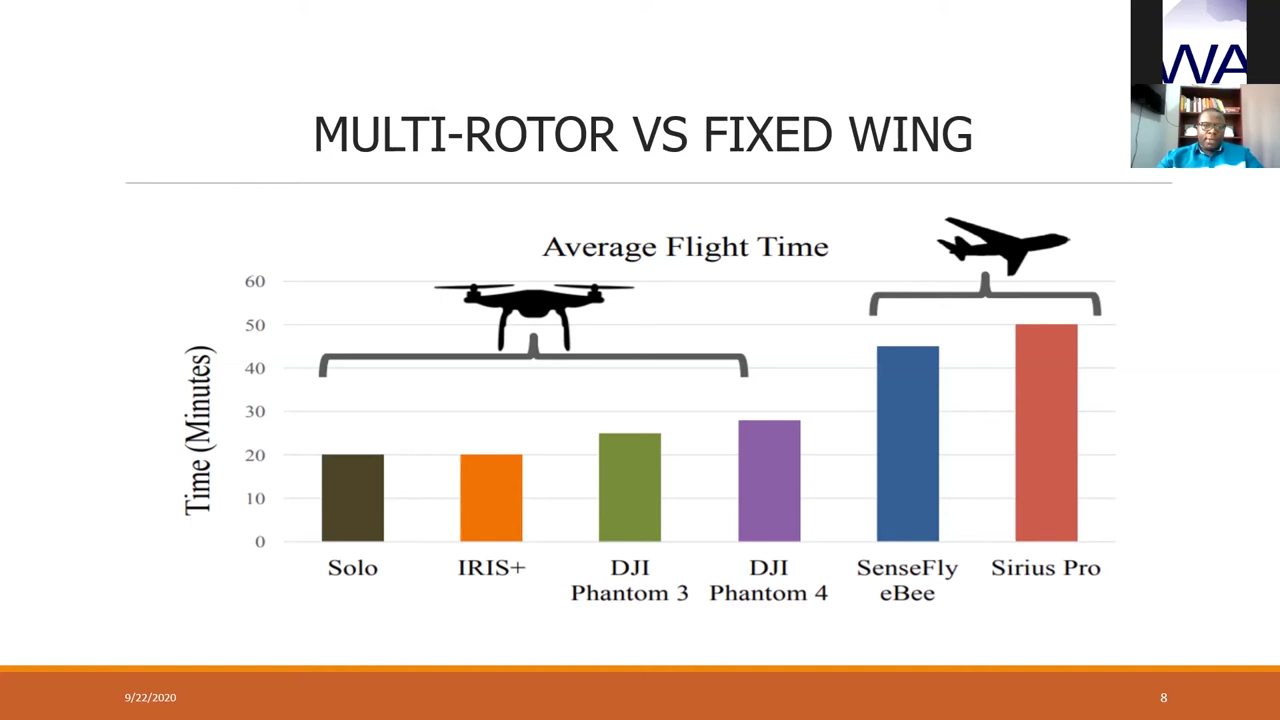 WA
MULTI-ROTOR VS FIXED WING
Average Flight Time
Time (Minutes)
60
50
40
30
20
10
0
Solo
IRIS+
DJI
Phantom 3
DJI
Phantom 4
SenseFly
eBee
Sirius Pro
9/22/2020
8